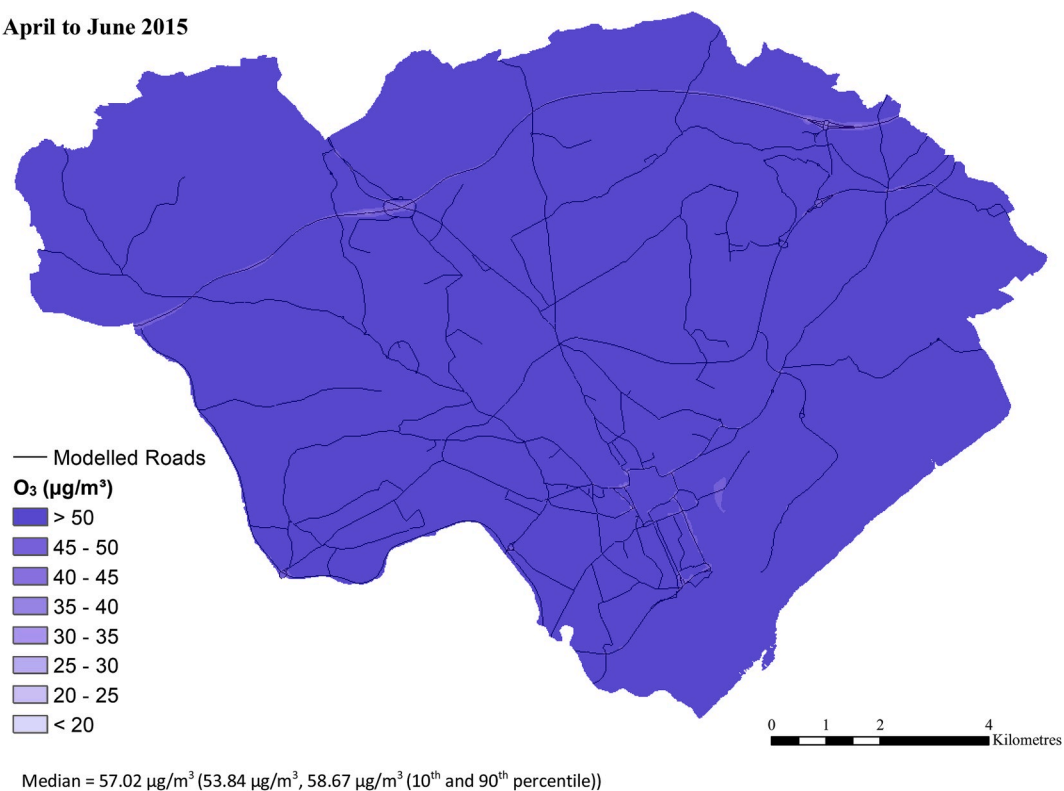 April to June 2015
Modelled Roads
O₃ (µg/m³)
> 50
45 - 50
40 - 45
35 - 40
30 - 35
25 - 30
20 - 25
< 20
0 1 2 4
Kilometres
Median = 57.02 µg/m³ (53.84 µg/m³, 58.67 µg/m³ (10th and 90th percentile))